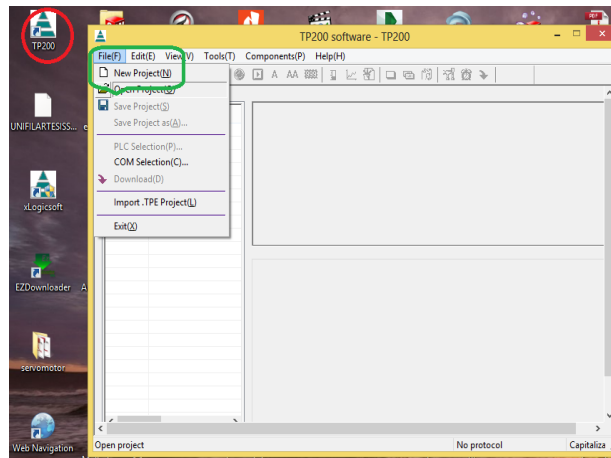 TP200
UNIFILARTESISS...
xLogicsoft
EZDownloader
servomotor
Web Navigation
TP200 software - TP200
File(F) Edit(E) View(V) Tools(T) Components(P) Help(H)
New Project(N)
Open Project(O)
Save Project(S)
Save Project as(A)...
PLC Selection(P)...
COM Selection(C)...
Download(D)
Import .TPE Project(L)
Exit(X)
A AA
Open project No protocol Capitaliza